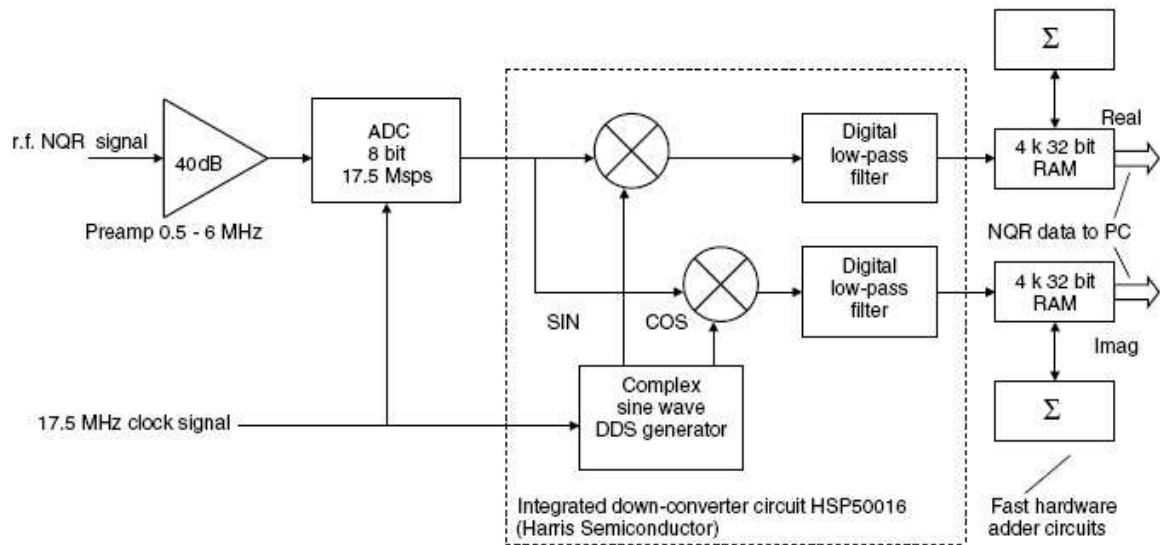 r.f. NQR signal
40dB
Preamp 0.5 - 6 MHz
ADC
8 bit
17.5 Msps
17.5 MHz clock signal
SIN
COS
Complex
sine wave
DDS generator
Digital
low-pass
filter
Digital
low-pass
filter
Integrated down-converter circuit HSP50016
(Harris Semiconductor)
Σ
4 k 32 bit
RAM
Real
NQR data to PC
4 k 32 bit
RAM
Imag
Σ
Fast hardware
adder circuits